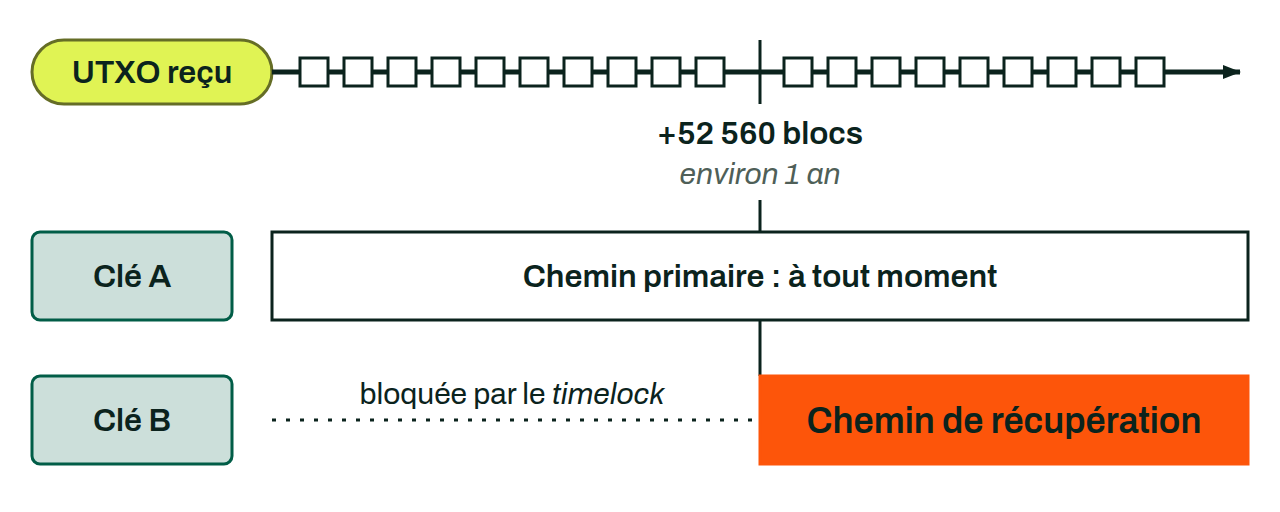 UTXO reçu
+52 560 blocs
environ 1 an
Clé A
Chemin primaire : à tout moment
Clé B
bloquée par le timelock
Chemin de récupération